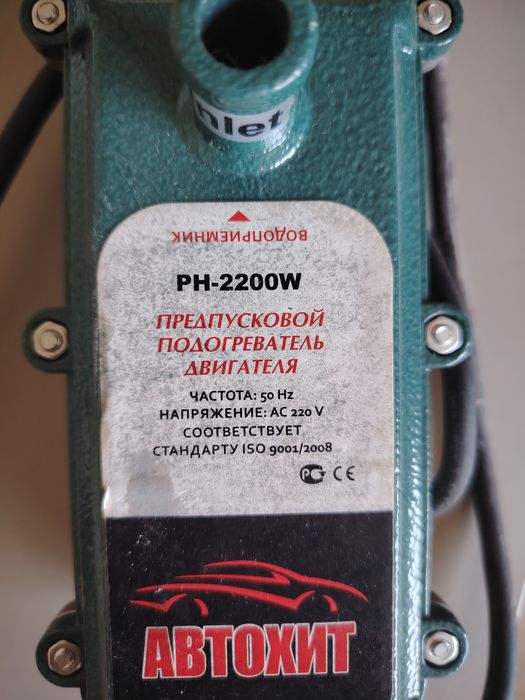 nlet
ВОДОПРИЕМНИК
PH-2200W
ПРЕДПУСКОВОЙ
ПОДОГРЕВАТЕЛЬ
ДВИГАТЕЛЯ
ЧАСТОТА: 50 Hz
НАПРЯЖЕНИЕ: AC 220 V
СООТВЕТСТВУЕТ
СТАНДАРТУ ISO 9001/2008
РСТ CE
АВТОХИТ